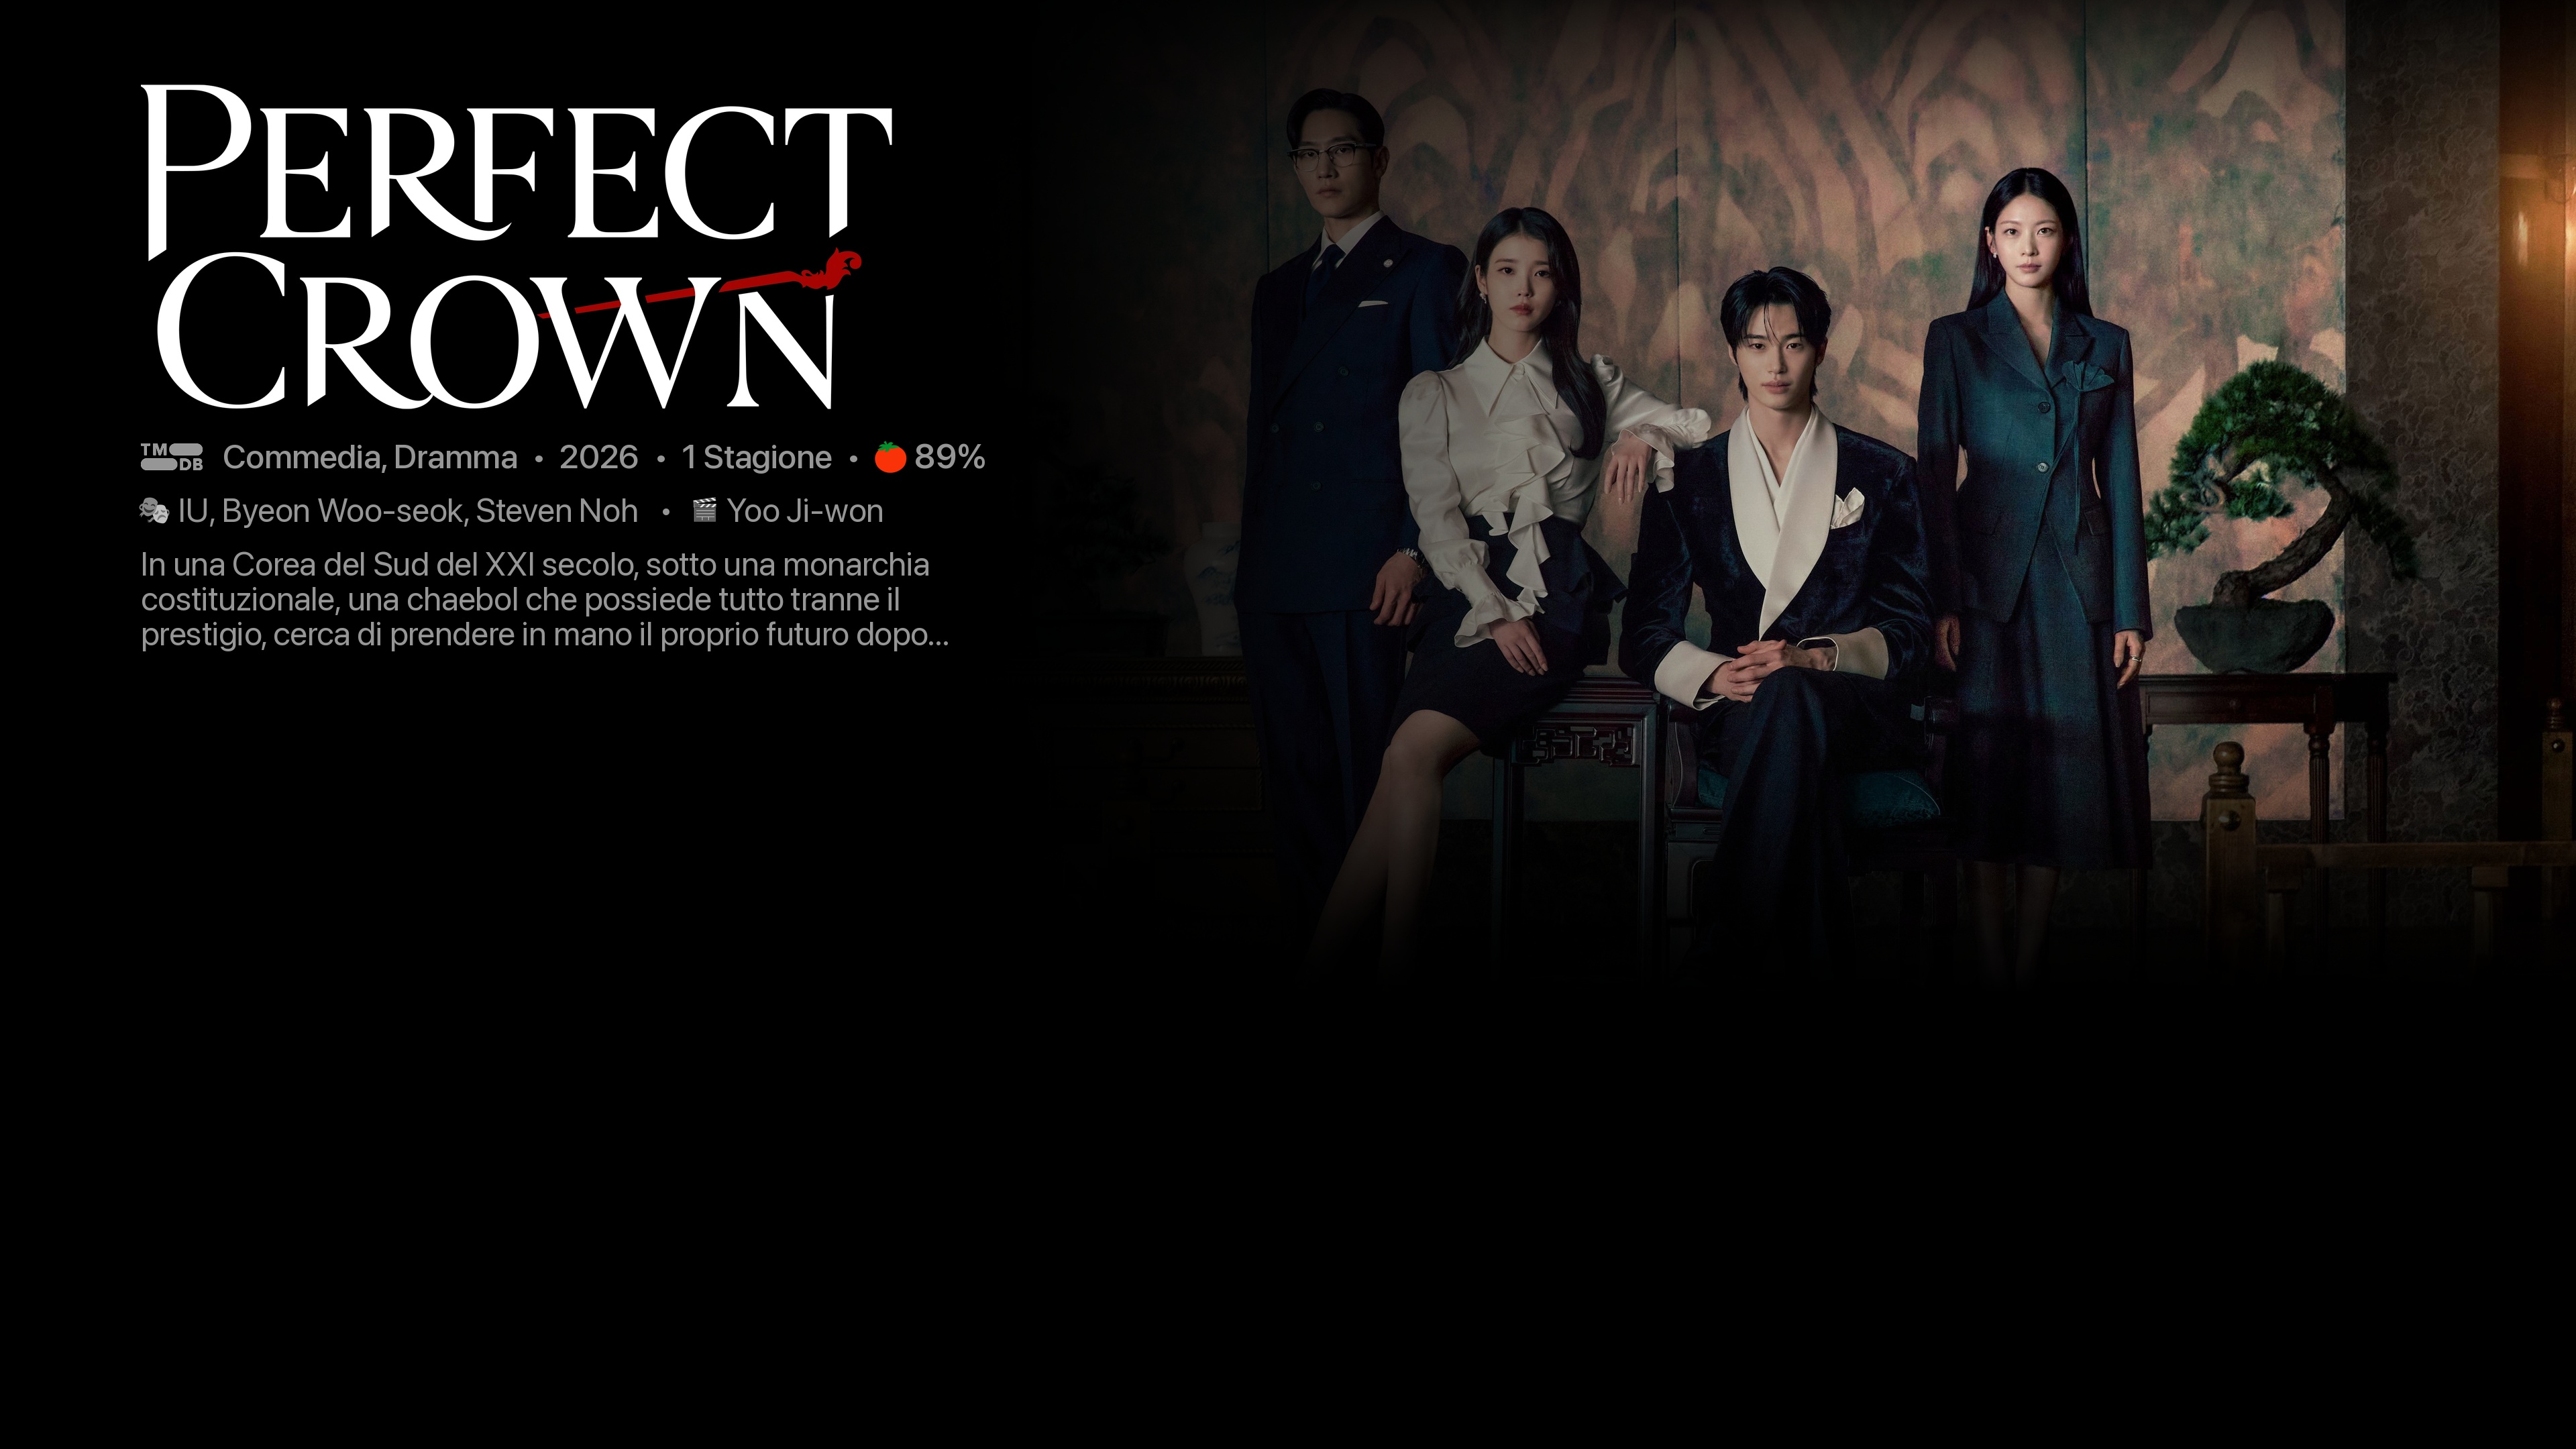 PERFECT
CROWN
TMDB Commedia, Dramma • 2026 • 1 Stagione • 89%
IU, Byeon Woo-seok, Steven Noh • Yoo Ji-won
In una Corea del Sud del XXI secolo, sotto una monarchia
costituzionale, una chaebol che possiede tutto tranne il
prestigio, cerca di prendere in mano il proprio futuro dopo...